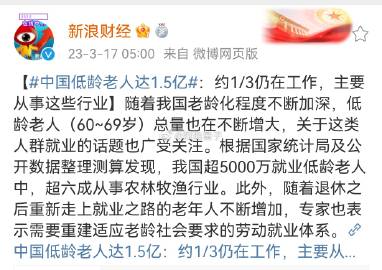 新浪财经
23-3-17 05:00 来自 微博网页版
【#中国低龄老人达1.5亿#：约1/3仍在工作，主要
从事这些行业】随着我国老龄化程度不断加深，低
龄老人（60~69岁）总量也在不断增大，关于这类
人群就业的话题也广受关注。根据国家统计局及公
开数据整理测算发现，我国超5000万就业低龄老人
中，超六成从事农林牧渔行业。此外，随着退休之
后重新走上就业之路的老年人不断增加，专家也表
示需要重建适应老龄社会要求的劳动就业体系。
中国低龄老人达1.5亿：约1/3仍在工作，主要从...